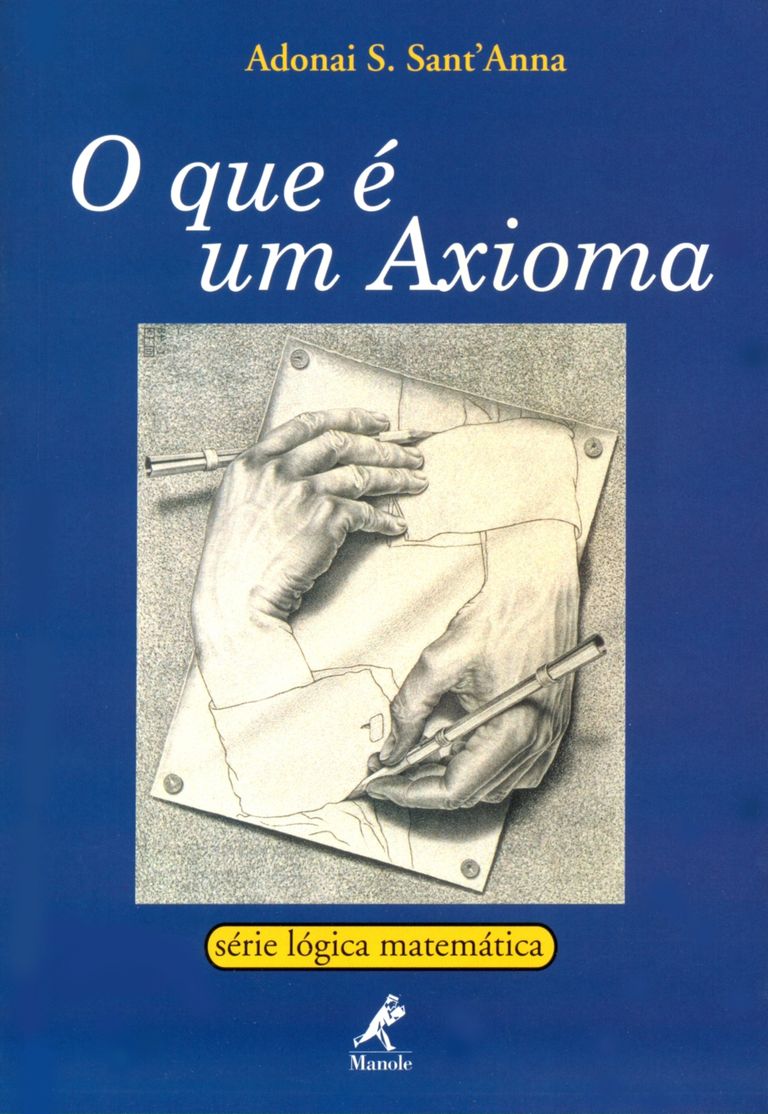 Adonai S. Sant'Anna
O que é
um Axioma
série lógica matemática
Manole